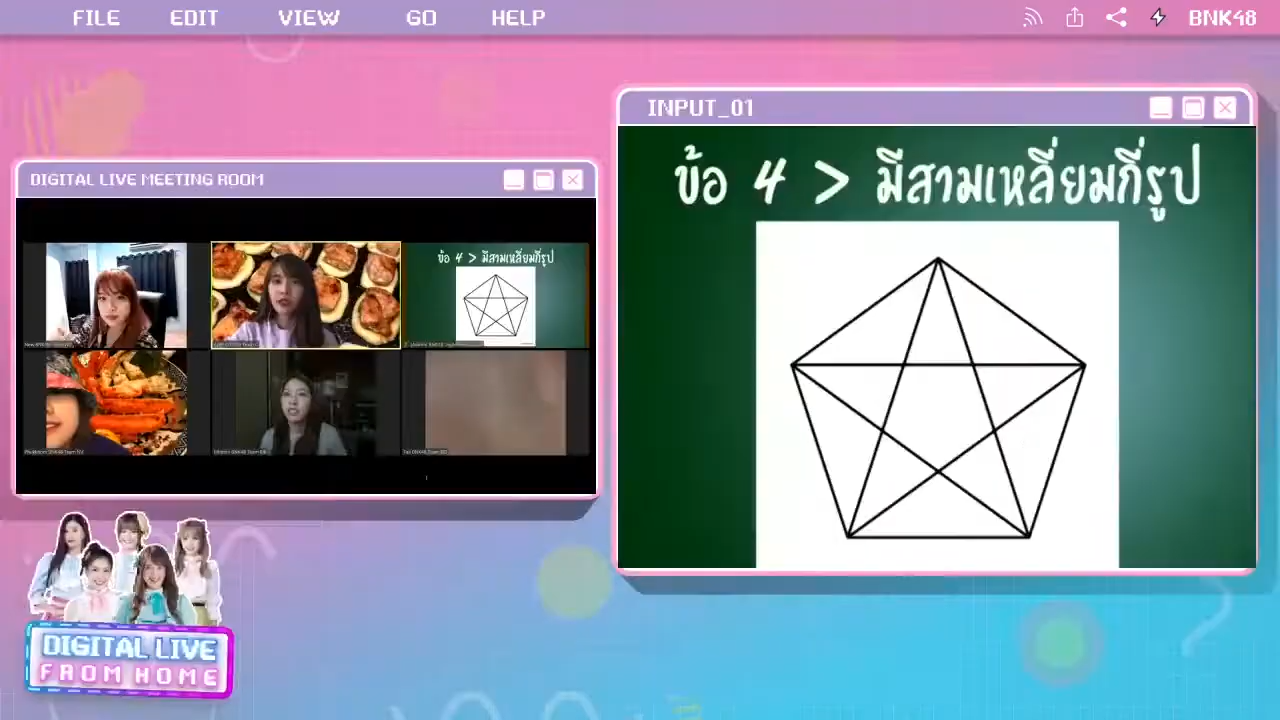 FILE EDIT VIEW GO HELP BNK48
INPUT_01
ข้อ 4 > มีสามเหลี่ยมกี่รูป
DIGITAL LIVE MEETING ROOM
ข้อ 4 > มีสามเหลี่ยมกี่รูป
DIGITAL LIVE
FROM HOME